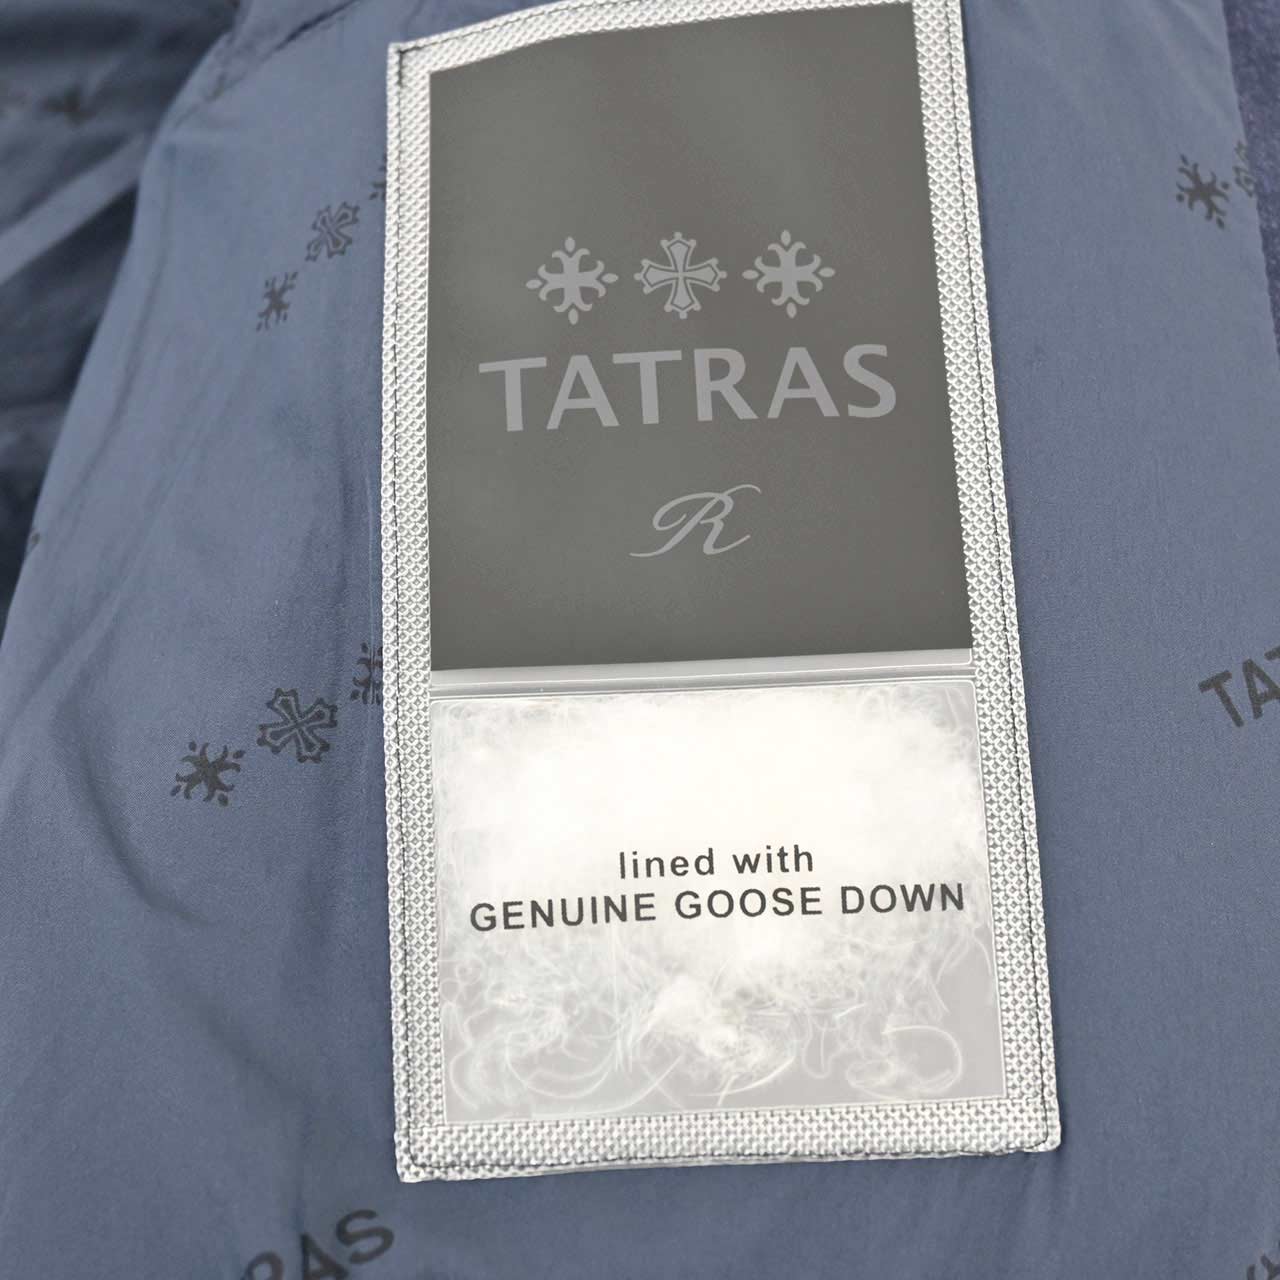 TATRAS
R
lined with
GENUINE GOOSE DOWN
TAT
RAS